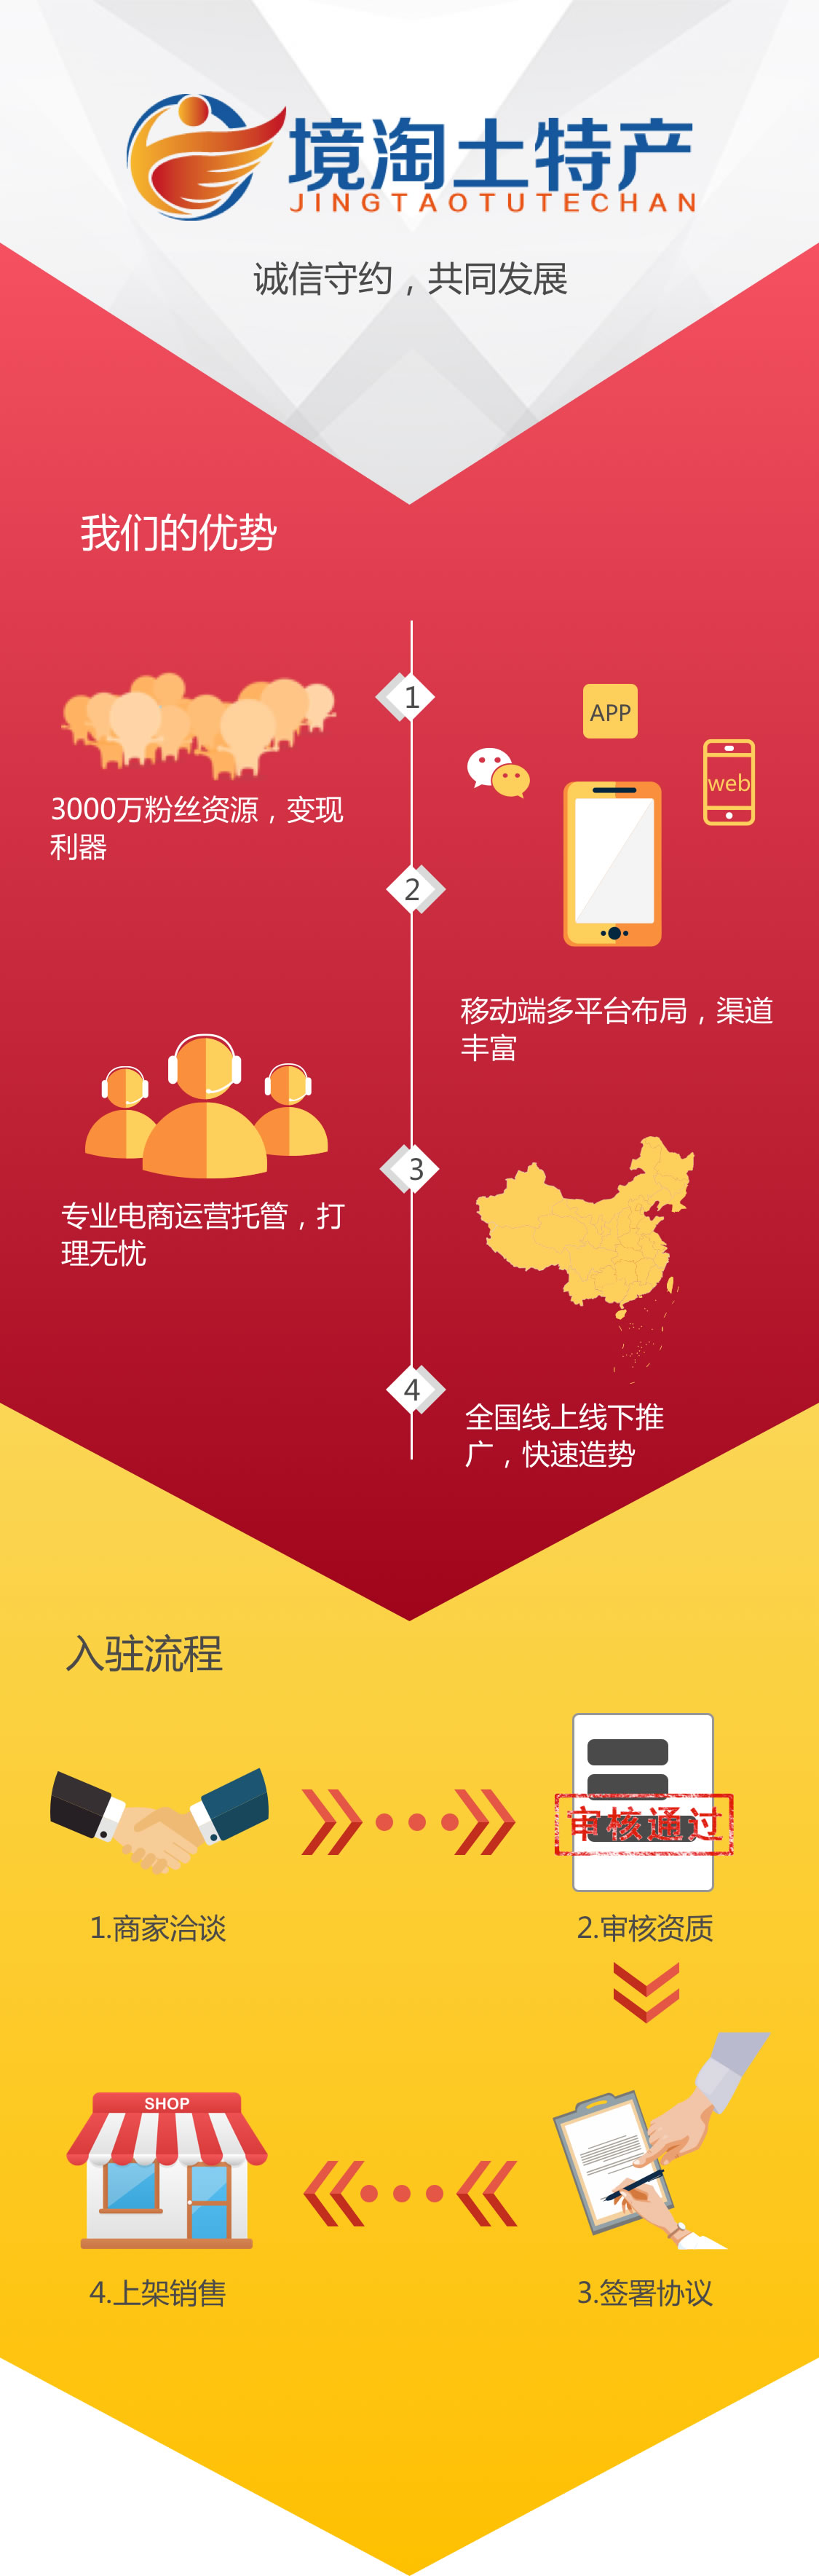 境淘土特产
JINGTAOTUTECHAN
诚信守约，共同发展
我们的优势
1
3000万粉丝资源，变现
利器
APP
web
2
移动端多平台布局，渠道
丰富
3
专业电商运营托管，打
理无忧
4
全国线上线下推
广，快速造势
入驻流程
审核通过
1.商家洽谈
2.审核资质
SHOP
4.上架销售
3.签署协议